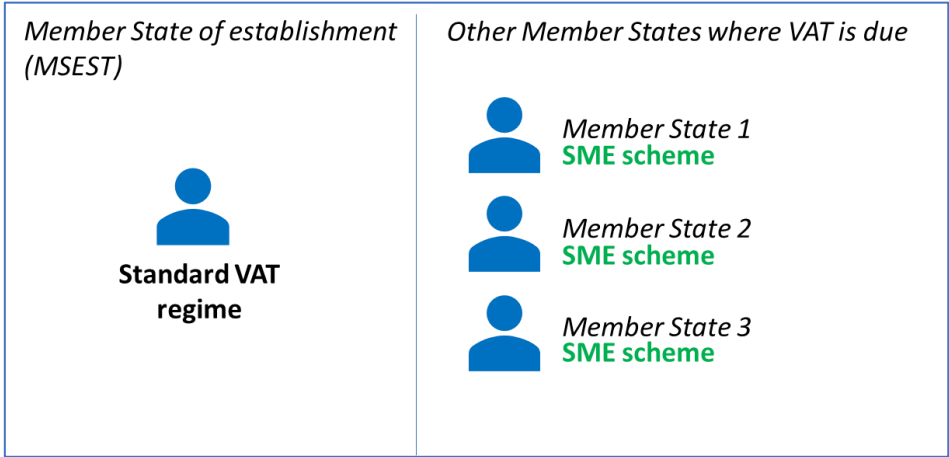 Member State of establishment
(MSEST)
Standard VAT
regime
Other Member States where VAT is due
Member State 1
SME scheme
Member State 2
SME scheme
Member State 3
SME scheme